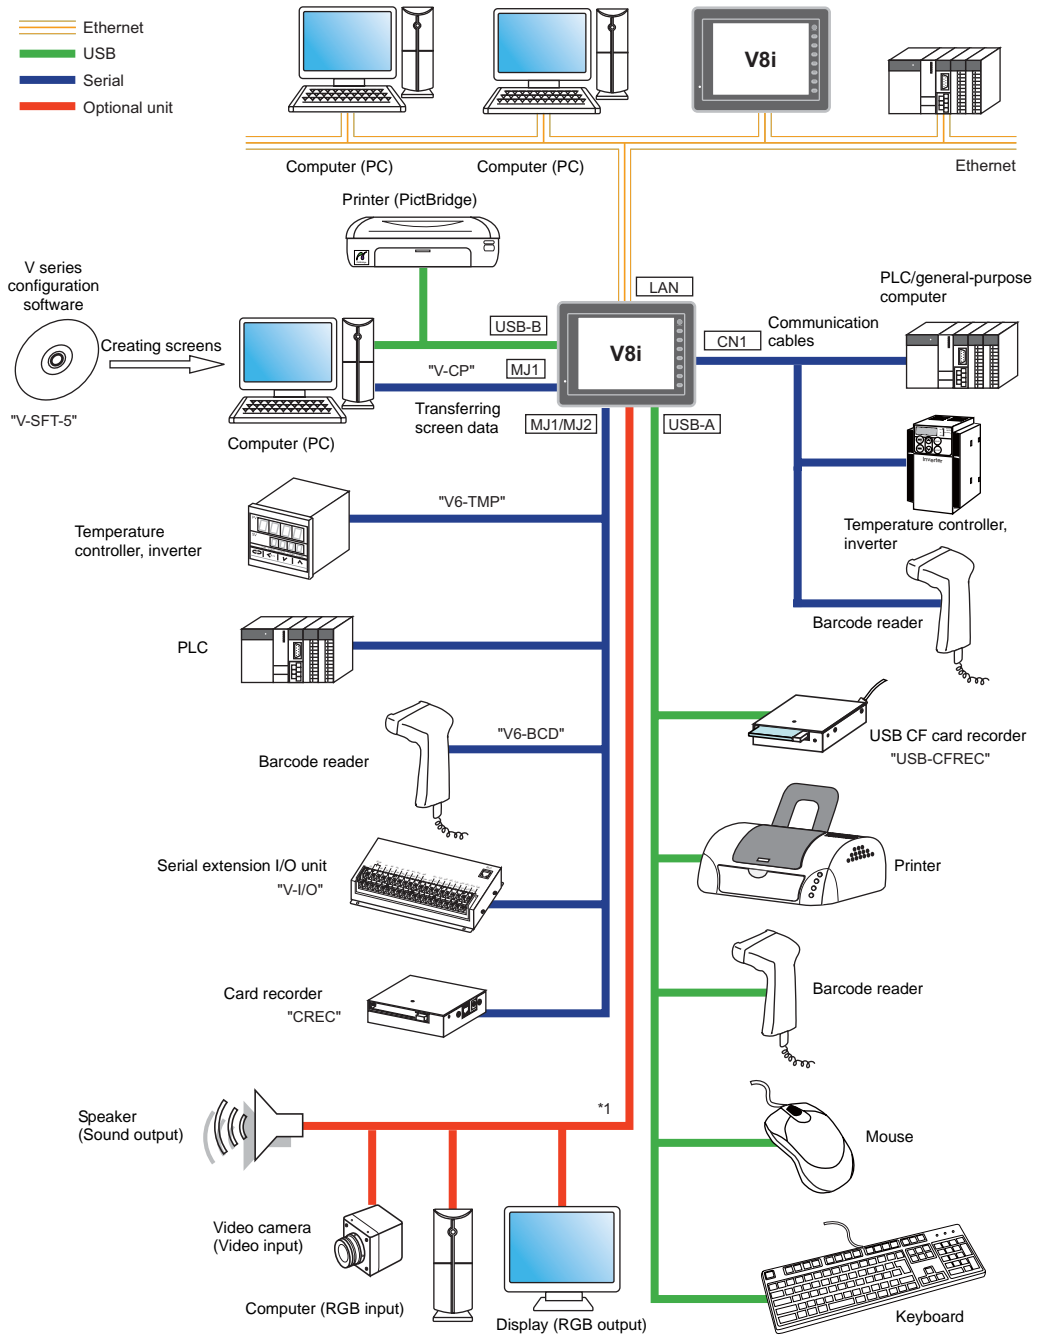 Ethernet
USB
Serial
Optional unit
V8i
Computer (PC)
Computer (PC)
Ethernet
Printer (PictBridge)
V series
configuration
software
"V-SFT-5"
Creating screens
Computer (PC)
LAN
USB-B
"V-CP"
MJ1
Transferring
screen data
MJ1/MJ2
USB-A
V8i
CN1
Communication
cables
PLC/general-purpose
computer
Inverter
Temperature controller,
inverter
Barcode reader
"V6-TMP"
Temperature
controller, inverter
PLC
"V6-BCD"
Barcode reader
Serial extension I/O unit
"V-I/O"
Card recorder
"CREC"
USB CF card recorder
"USB-CFREC"
Printer
Barcode reader
Mouse
Keyboard
*1
Speaker
(Sound output)
Video camera
(Video input)
Computer (RGB input)
Display (RGB output)